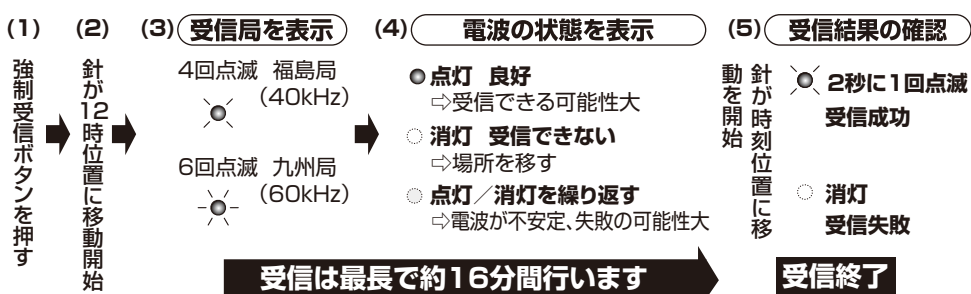 (1)
強制受信ボタンを押す
(2)
針が12時位置に移動開始
(3) 受信局を表示
4回点滅 福島局
(40kHz)
6回点滅 九州局
(60kHz)
(4) 電波の状態を表示
点灯 良好
⇨受信できる可能性大
消灯 受信できない
⇨場所を移す
点灯／消灯を繰り返す
⇨電波が不安定、失敗の可能性大
受信は最長で約16分間行います
(5) 受信結果の確認
針が時刻位置に移
動を開始
2秒に1回点滅
受信成功
消灯
受信失敗
受信終了